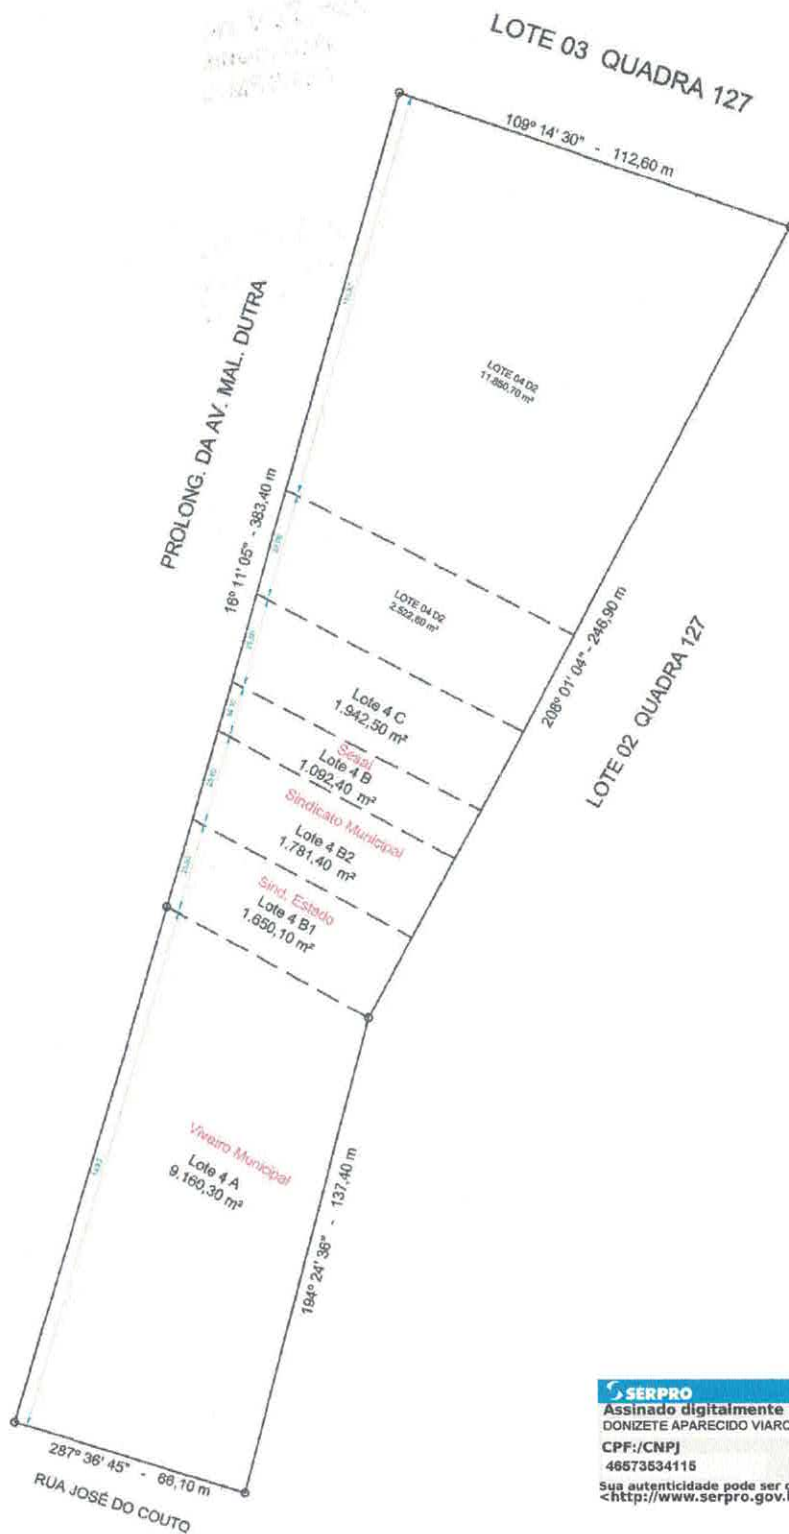 LOTE 03 QUADRA 127
109° 14' 30" - 112,60 m
PROLONG. DA AV. MAL. DUTRA
16° 11' 05" - 383,40 m
LOTE 04 D2
11.850,70 m²
LOTE 04 D2
2.522,60 m²
208° 01' 04" - 246,90 m
LOTE 02 QUADRA 127
Lote 4 C
1.942,50 m²
Sesai
Lote 4 B
1.092,40 m²
Sindicato Municipal
Lote 4 B2
1.781,40 m²
Sind. Estado
Lote 4 B1
1.650,10 m²
Viveiro Municipal
Lote 4 A
9.160,30 m²
194° 24' 36" - 137,40 m
287° 36' 45" - 66,10 m
RUA JOSÉ DO COUTO
SERPRO
Assinado digitalmente
DONIZETE APARECIDO VIARO
CPF:/CNPJ
46573534115
Sua autenticidade pode ser
<http://www.serpro.gov.